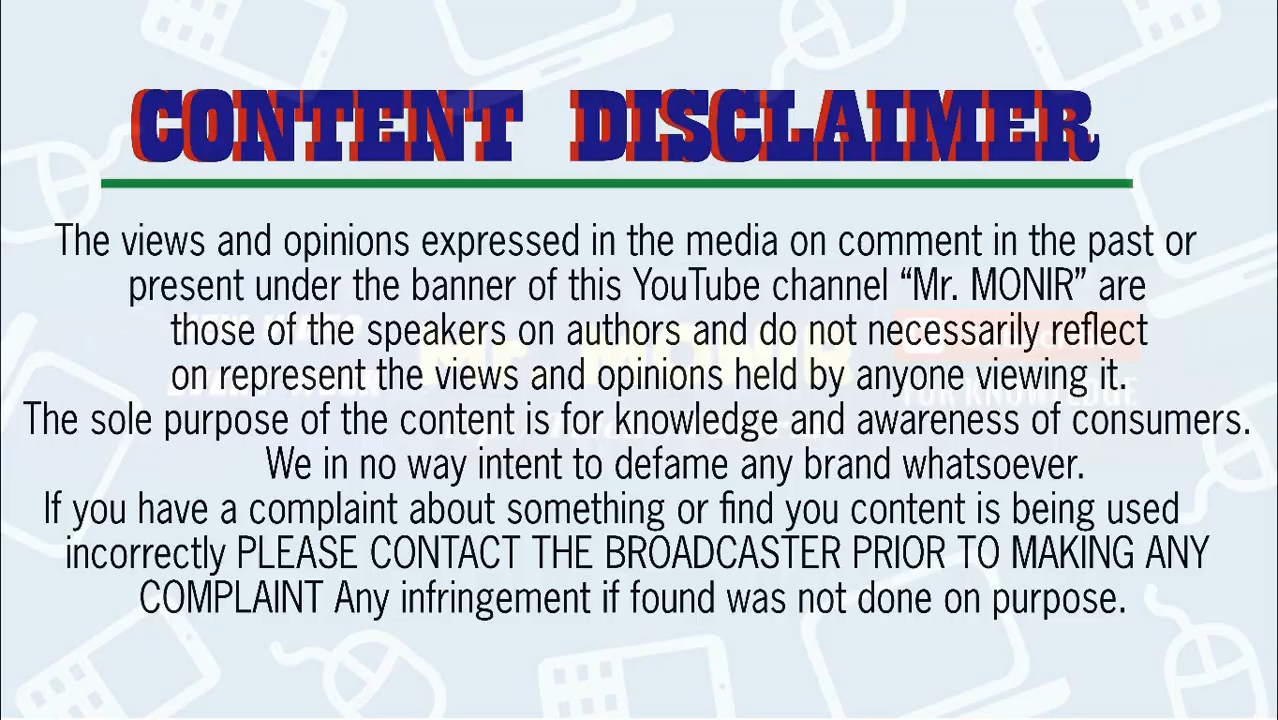 CONTENT DISCLAIMER
The views and opinions expressed in the media on comment in the past or
present under the banner of this YouTube channel “Mr. MONIR” are
those of the speakers on authors and do not necessarily reflect
on represent the views and opinions held by anyone viewing it.
The sole purpose of the content is for knowledge and awareness of consumers.
We in no way intent to defame any brand whatsoever.
If you have a complaint about something or find you content is being used
incorrectly PLEASE CONTACT THE BROADCASTER PRIOR TO MAKING ANY
COMPLAINT Any infringement if found was not done on purpose.
Mr MONIR
FOR KNOWLEDGE